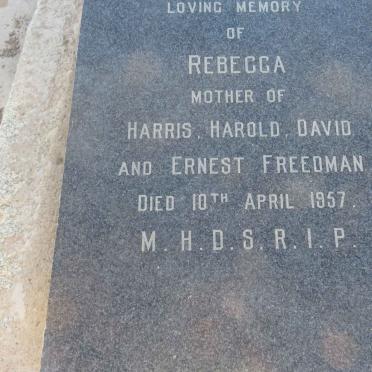 LOVING MEMORY
OF
REBECCA
MOTHER OF
HARRIS, HAROLD, DAVID
AND ERNEST FREEDMAN
DIED 10TH APRIL 1957.
M.H.D.S.R.I.P.